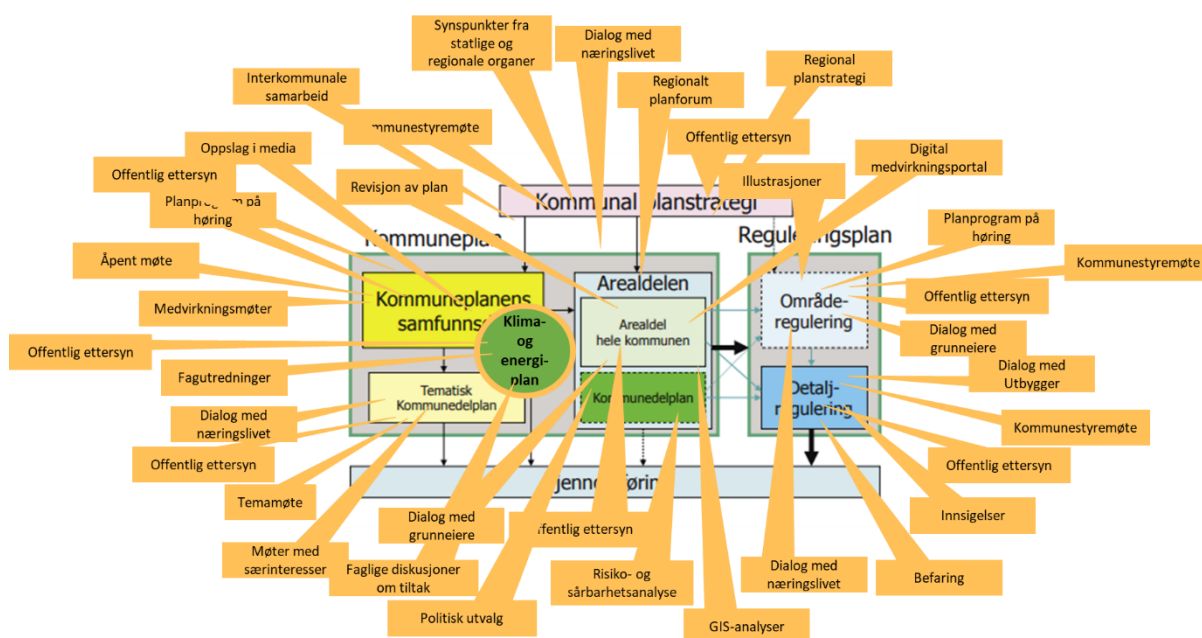 Synspunkter fra
statlige og
regionale organer
Dialog med
næringslivet
Regional
planstrategi
Interkommunale
samarbeid
Regionalt
planforum
mmunestyremøte
Offentlig ettersyn
Digital
medvirkningsportal
Oppslag i media
Offentlig ettersyn
Revisjon av plan
Illustrasjoner
Planprogram på
høring
Kommunal planstrategi
Planprogram på
høring
Kommuneplan
Reguleringsplan
Åpent møte
Kommunestyremøte
Medvirkningsmøter
Kommuneplanens
samfunnsd
Arealdelen
Arealdel
hele kommunen
Område-
regulering
Offentlig ettersyn
Klima-
og
energi-
plan
Offentlig ettersyn
Dialog med
grunneiere
Fagutredninger
Dialog med
Utbygger
Tematisk
Kommunedelplan
Kommunedelplan
Detalj-
regulering
Dialog med
næringslivet
Kommunestyremøte
Offentlig ettersyn
Offentlig ettersyn
jennomføring
Temamøte
Innsigelser
Dialog med
grunneiere
ffentlig ettersyn
Møter med
særinteresser
Faglige diskusjoner
om tiltak
Risiko- og
sårbarhetsanalyse
Dialog med
næringslivet
Befaring
Politisk utvalg
GIS-analyser